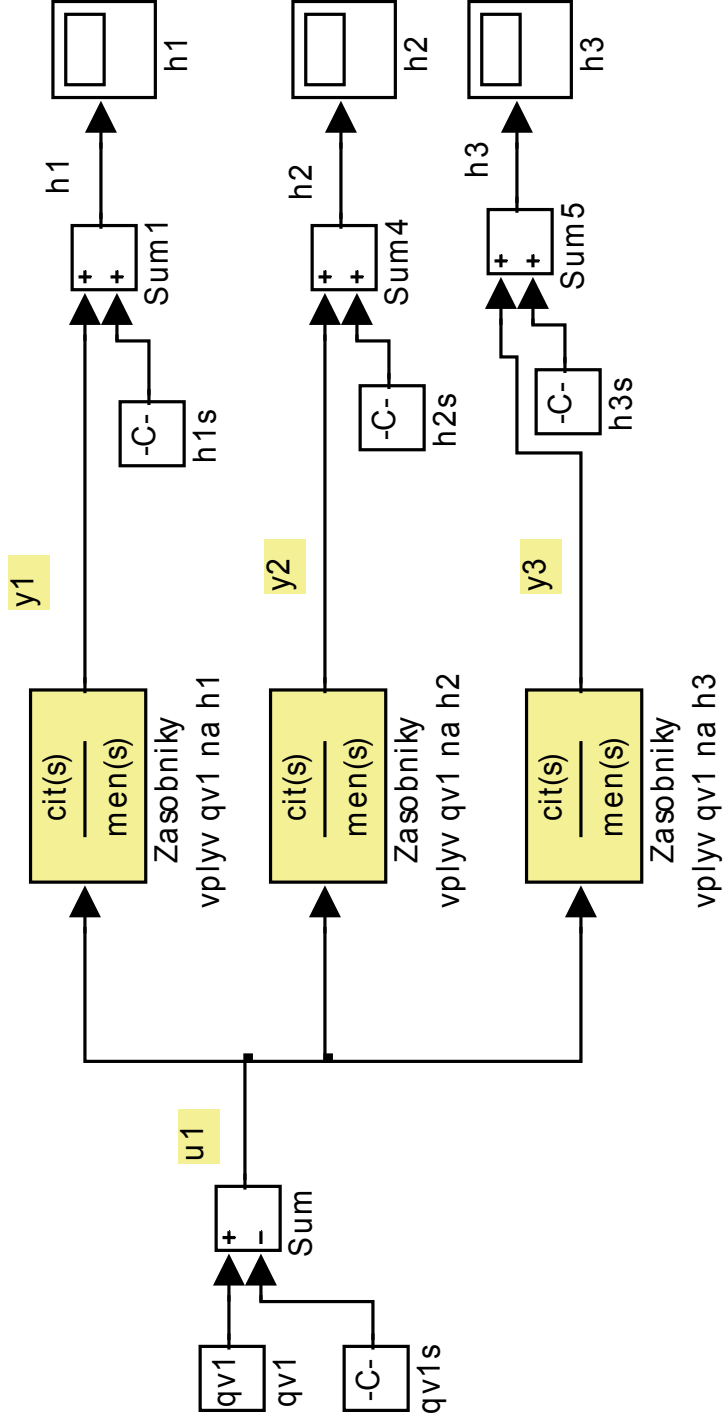 qv1
qv1
-C-
qv1s
+
−
Sum
u1
cit(s)
men(s)
Zasobniky
vplyv qv1 na h1
y1
-C-
h1s
+
+
Sum1
h1
h1
cit(s)
men(s)
Zasobniky
vplyv qv1 na h2
y2
-C-
h2s
+
+
Sum4
h2
h2
cit(s)
men(s)
Zasobniky
vplyv qv1 na h3
y3
-C-
h3s
+
+
Sum5
h3
h3